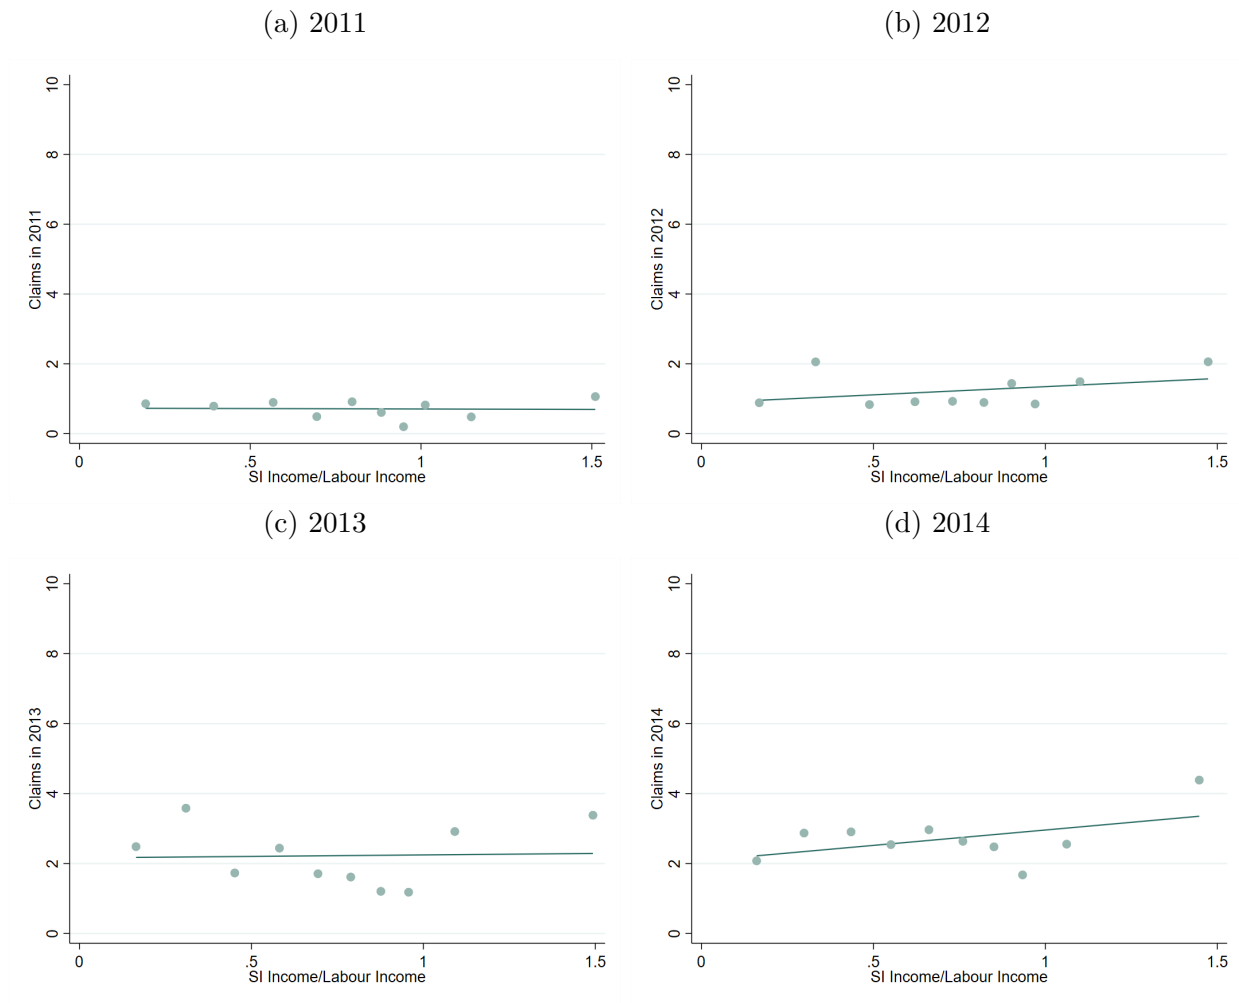 (a) 2011
10
8
6
4
2
0
Claims in 2011
0 .5 1 1.5
SI Income/Labour Income
(b) 2012
10
8
6
4
2
0
Claims in 2012
0 .5 1 1.5
SI Income/Labour Income
(c) 2013
10
8
6
4
2
0
Claims in 2013
0 .5 1 1.5
SI Income/Labour Income
(d) 2014
10
8
6
4
2
0
Claims in 2014
0 .5 1 1.5
SI Income/Labour Income